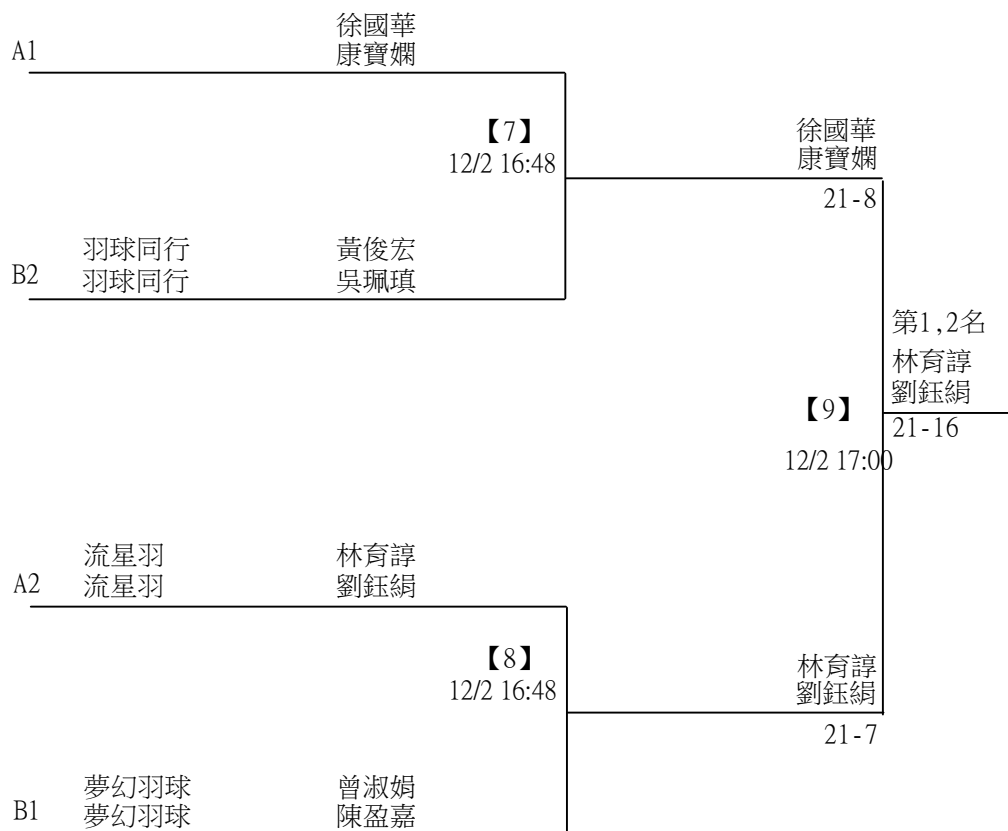 徐國華
A1 康寶嫻
【7】
12/2 16:48
徐國華
康寶嫻
21-8
羽球同行 黃俊宏
B2 羽球同行 吳珮瑱
第1,2名
林育諄
劉鈺絹
【9】
21-16
12/2 17:00
流星羽 林育諄
A2 流星羽 劉鈺絹
【8】
12/2 16:48
林育諄
劉鈺絹
21-7
夢幻羽球 曾淑娟
B1 夢幻羽球 陳盈嘉